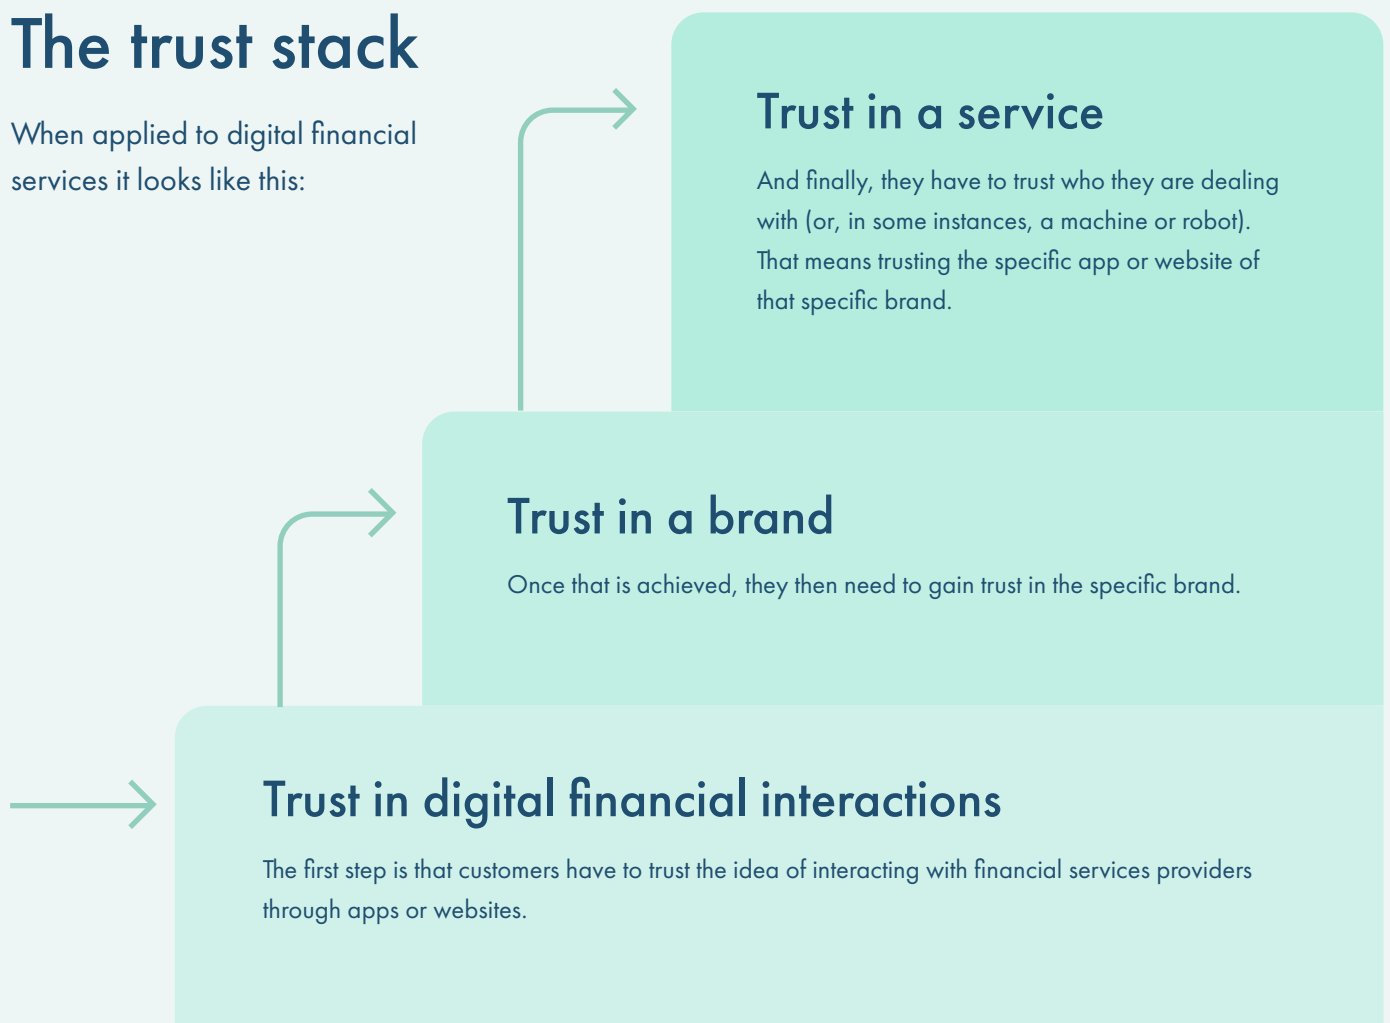 The trust stack
When applied to digital financial
services it looks like this:
Trust in a service
And finally, they have to trust who they are dealing
with (or, in some instances, a machine or robot).
That means trusting the specific app or website of
that specific brand.
Trust in a brand
Once that is achieved, they then need to gain trust in the specific brand.
Trust in digital financial interactions
The first step is that customers have to trust the idea of interacting with financial services providers
through apps or websites.